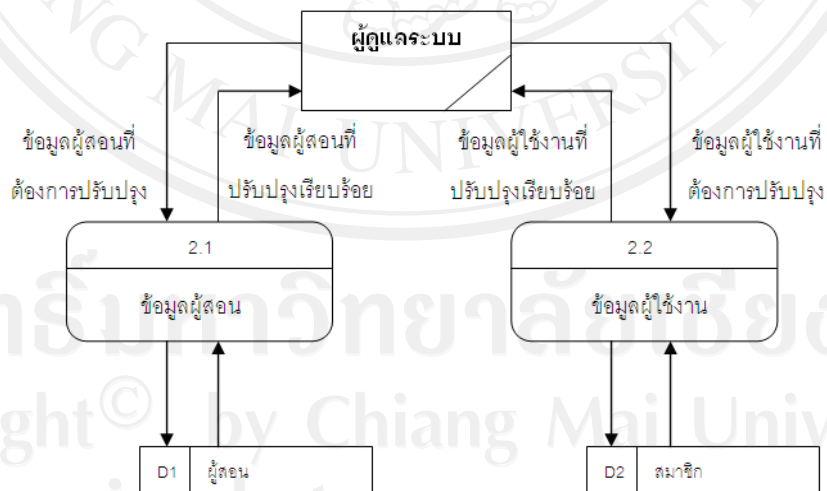 ผู้ดูแลระบบ
ข้อมูลผู้สอนที่
ต้องการปรับปรุง
ข้อมูลผู้สอนที่
ปรับปรุงเรียบร้อย
ข้อมูลผู้ใช้งานที่
ปรับปรุงเรียบร้อย
ข้อมูลผู้ใช้งานที่
ต้องการปรับปรุง
2.1
ข้อมูลผู้สอน
2.2
ข้อมูลผู้ใช้งาน
D1 ผู้สอน
D2 สมาชิก
MAI UNIVERSITY
by Chiang Mai